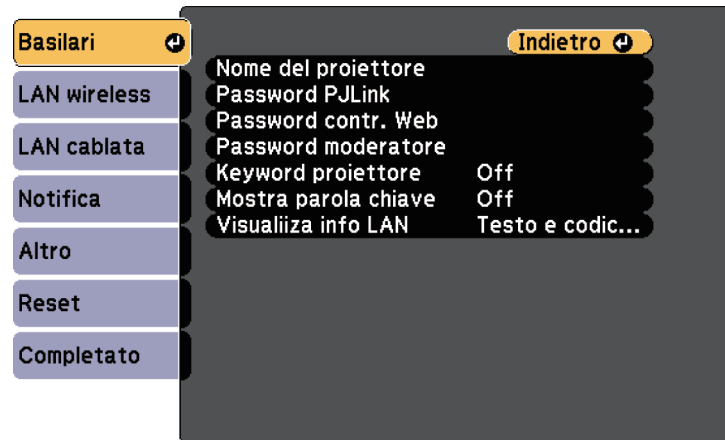 Basilari
Indietro
Nome del proiettore
LAN wireless
Password PJLink
Password contr. Web
LAN cablata
Password moderatore
Keyword proiettore Off
Notifica
Mostra parola chiave Off
Visualiiza info LAN Testo e codic...
Altro
Reset
Completato